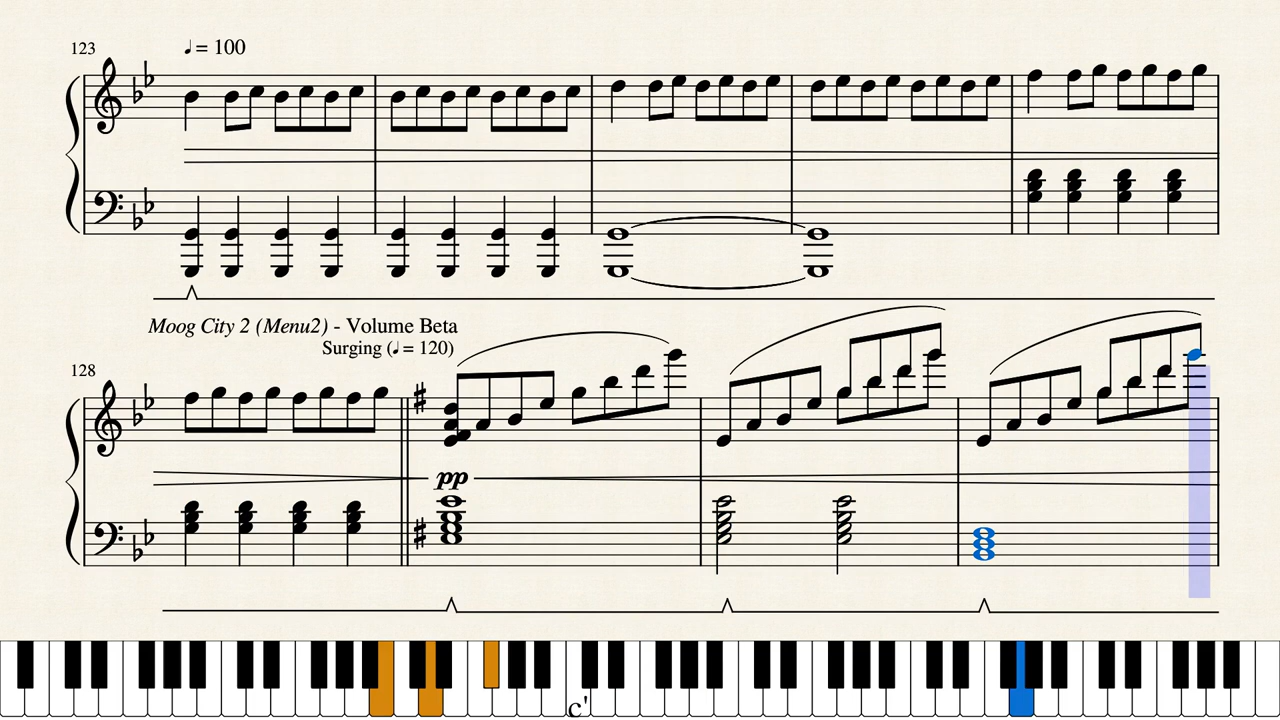 123
♩ = 100
Moog City 2 (Menu2) - Volume Beta
Surging (♩ = 120)
128
pp
c'